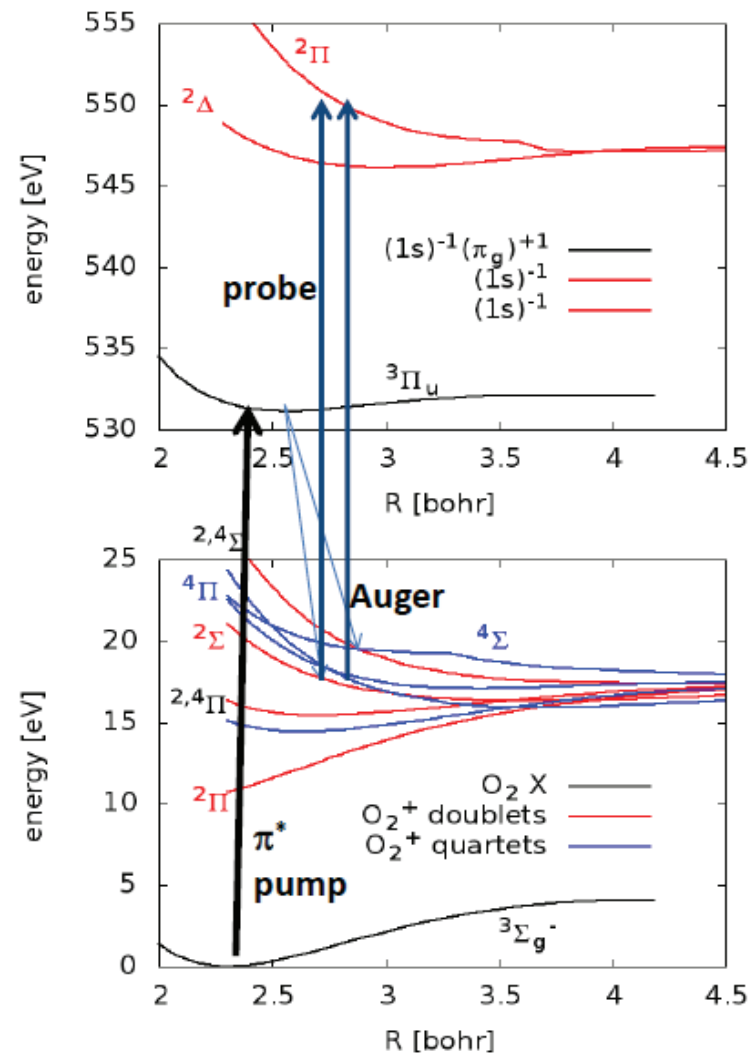 555
550
545
540
535
530
energy [eV]
²Π
²Δ
(1s)⁻¹(π_g)⁺¹
(1s)⁻¹
(1s)⁻¹
probe
³Π_u
2
2.5
3
3.5
4
4.5
R [bohr]
25
20
15
10
5
0
energy [eV]
²,⁴Σ
⁴Π
²Σ
²,⁴Π
²Π
Auger
⁴Σ
O₂ X
O₂⁺ doublets
O₂⁺ quartets
π*
pump
³Σ_g⁻
2
2.5
3
3.5
4
4.5
R [bohr]